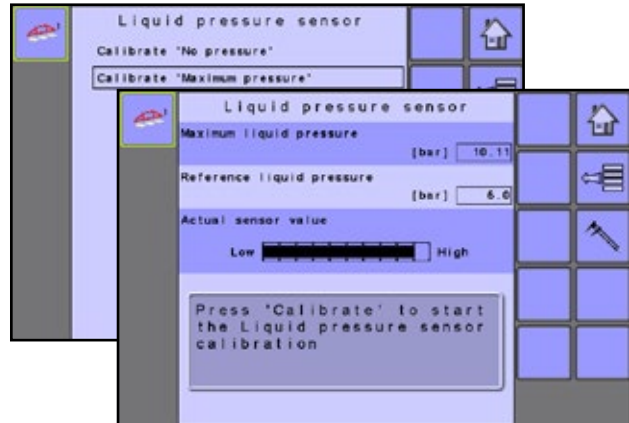 Liquid pressure sensor
Calibrate "No pressure"
Calibrate "Maximum pressure"
Liquid pressure sensor
Maximum liquid pressure
[bar] 10.11
Reference liquid pressure
[bar] 6.0
Actual sensor value
Low High
Press "Calibrate" to start
the Liquid pressure sensor
calibration